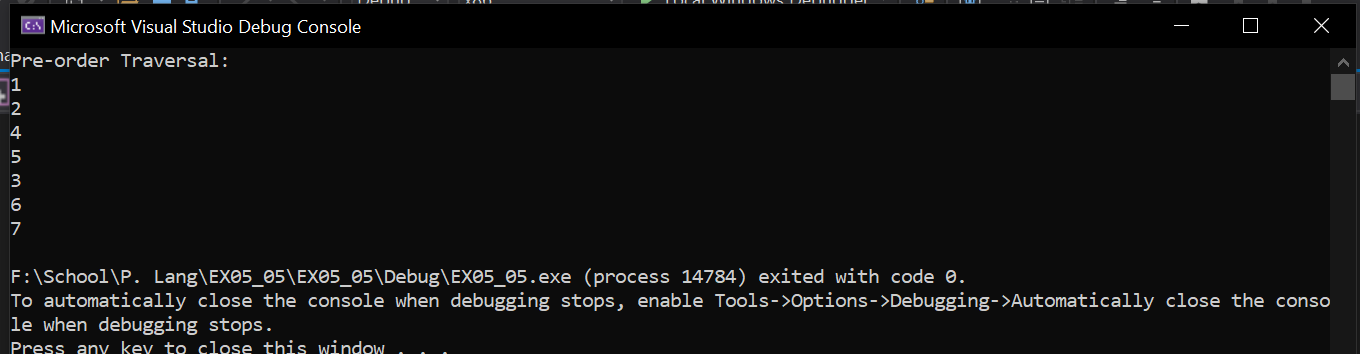 Microsoft Visual Studio Debug Console
Pre-order Traversal:
1
2
4
5
3
6
7
F:\School\P. Lang\EX05_05\EX05_05\Debug\EX05_05.exe (process 14784) exited with code 0.
To automatically close the console when debugging stops, enable Tools->Options->Debugging->Automatically close the conso
le when debugging stops.
Press any key to close this window . . .